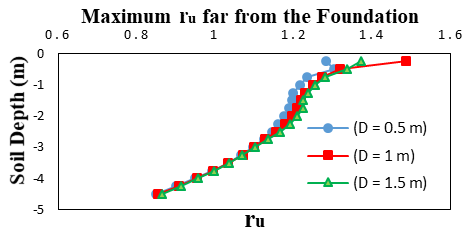 Maximum ru far from the Foundation
0.6 0.8 1 1.2 1.4 1.6
Soil Depth (m)
0
-1
-2
-3
-4
-5
(D = 0.5 m)
(D = 1 m)
(D = 1.5 m)
ru